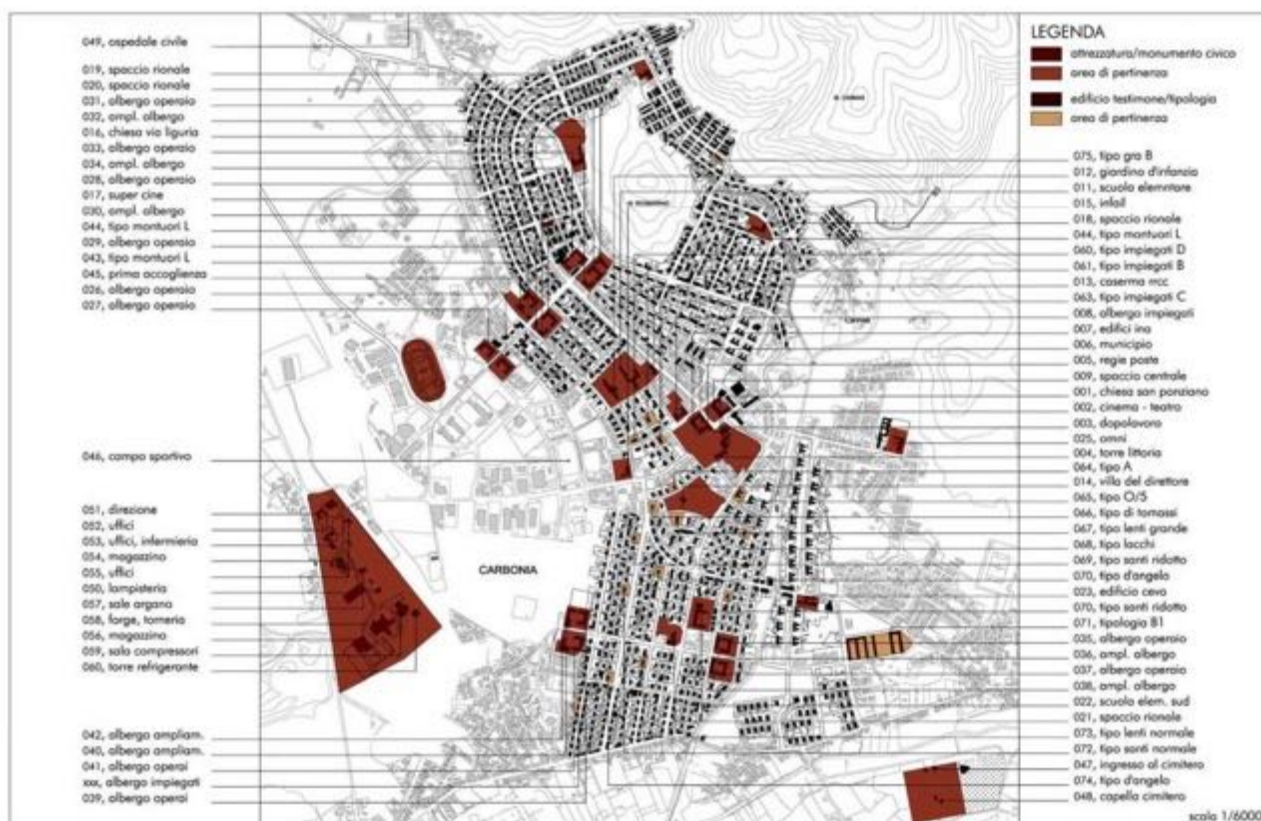 049, ospedale civile
019, spaccio rionale
020, spaccio rionale
031, albergo operaio
032, ampl. albergo
016, chiesa via liguria
033, albergo operaio
034, ampl. albergo
028, albergo operaio
017, super cine
030, ampl. albergo
044, tipo montuori L
029, albergo operaio
043, tipo montuori L
045, prima accoglienza
026, albergo operaio
027, albergo operaio
046, campo sportivo
051, direzione
052, uffici
053, uffici, infermieria
054, magazzino
055, uffici
050, lampisteria
057, sale argano
058, forge, torneria
056, magazzino
059, sala compressori
060, torre refrigerante
042, albergo ampliam.
040, albergo ampliam.
041, albergo operai
xxx, albergo impiegati
039, albergo operai
CARBONIA
LEGENDA
attrezzatura/monumento civico
area di pertinenza
edificio testimone/tipologia
area di pertinenza
075, tipo gra B
012, giardino d'infanzia
011, scuola elemntare
015, infail
018, spaccio rionale
044, tipo montuori L
060, tipo impiegati D
061, tipo impiegati B
013, caserma rrcc
063, tipo impiegati C
008, albergo impiegati
007, edifici ina
006, municipio
005, regie poste
009, spaccio centrale
001, chiesa san ponziano
002, cinema - teatro
003, dopolavoro
025, omni
004, torre littoria
064, tipo A
014, villa del direttore
065, tipo O/5
066, tipo di tomassi
067, tipo lenti grande
068, tipo lacchi
069, tipo santi ridotto
070, tipo d'angelo
023, edificio ceva
070, tipo santi ridotto
071, tipologia B1
035, albergo operaio
036, ampl. albergo
037, albergo operaio
038, ampl. albergo
022, scuola elem. sud
021, spaccio rionale
073, tipo lenti normale
072, tipo santi normale
047, ingresso al cimitero
074, tipo d'angelo
048, capella cimitero
scala 1/6000